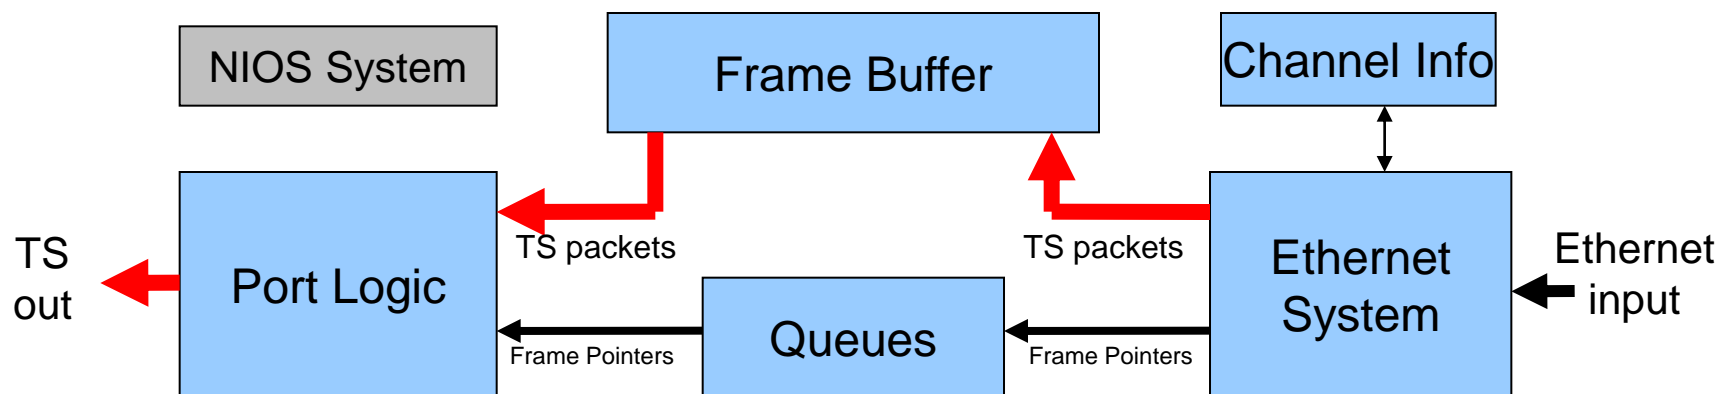 NIOS System
Frame Buffer
Channel Info
TS
out
Port Logic
TS packets
TS packets
Ethernet
System
Ethernet
input
Queues
Frame Pointers
Frame Pointers